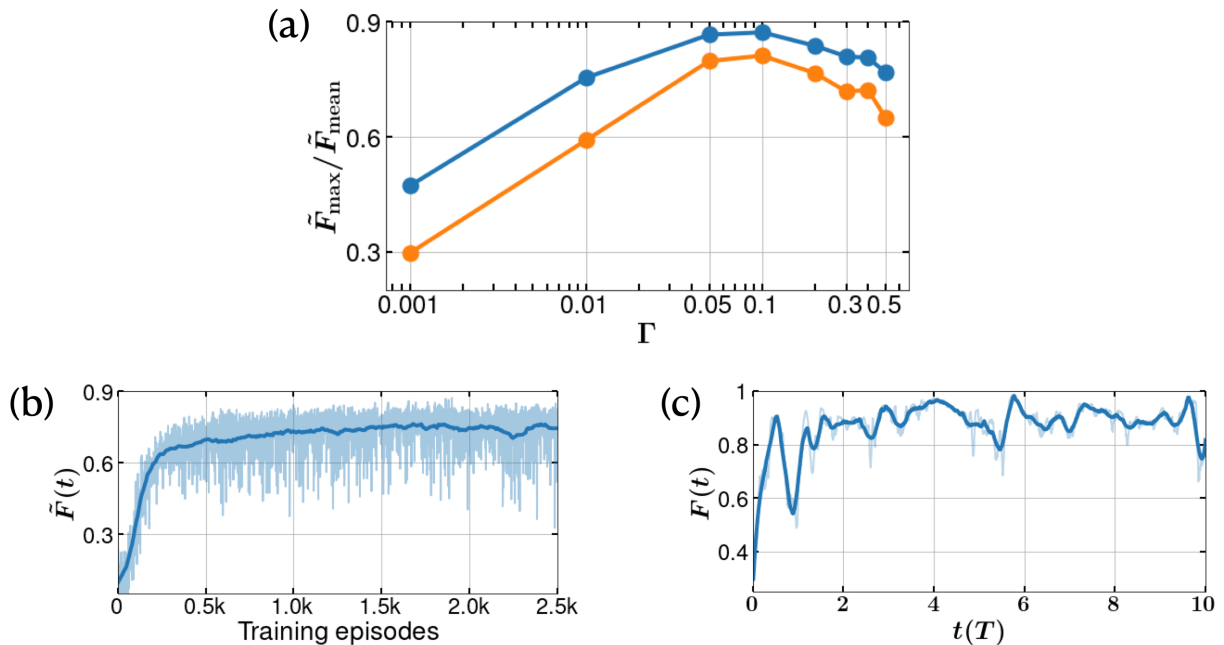 (a)
0.9
0.6
0.3
F̃max/F̃mean
0.001 0.01 0.05 0.1 0.3 0.5
Γ
(b)
0.9
0.6
0.3
F̃(t)
0 0.5k 1.0k 1.5k 2.0k 2.5k
Training episodes
(c)
1
0.8
0.6
0.4
F(t)
0 2 4 6 8 10
t(T)